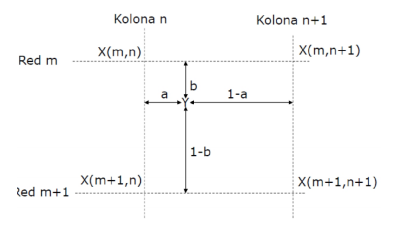 Kolona n
Kolona n+1
X(m,n)
X(m,n+1)
Red m
b
a
1-a
Y
1-b
X(m+1,n)
X(m+1,n+1)
Red m+1